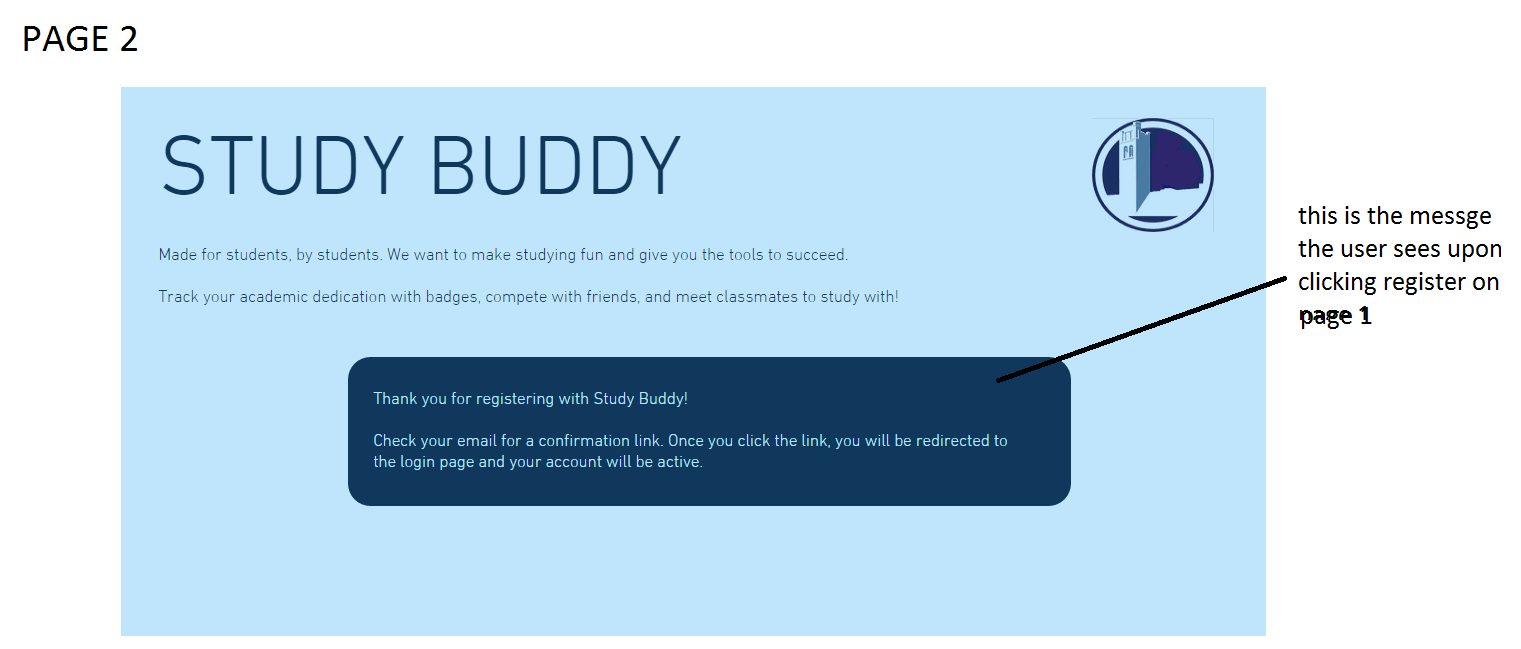 PAGE 2
STUDY BUDDY
Made for students, by students. We want to make studying fun and give you the tools to succeed.
Track your academic dedication with badges, compete with friends, and meet classmates to study with!
this is the messge
the user sees upon
clicking register on
page 1
Thank you for registering with Study Buddy!
Check your email for a confirmation link. Once you click the link, you will be redirected to
the login page and your account will be active.